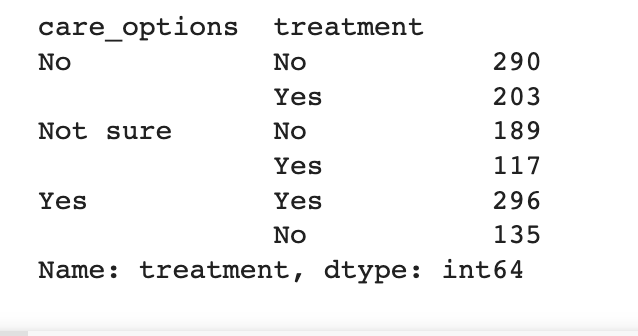 care_options  treatment
No            No           290
              Yes          203
Not sure      No           189
              Yes          117
Yes           Yes          296
              No           135
Name: treatment, dtype: int64